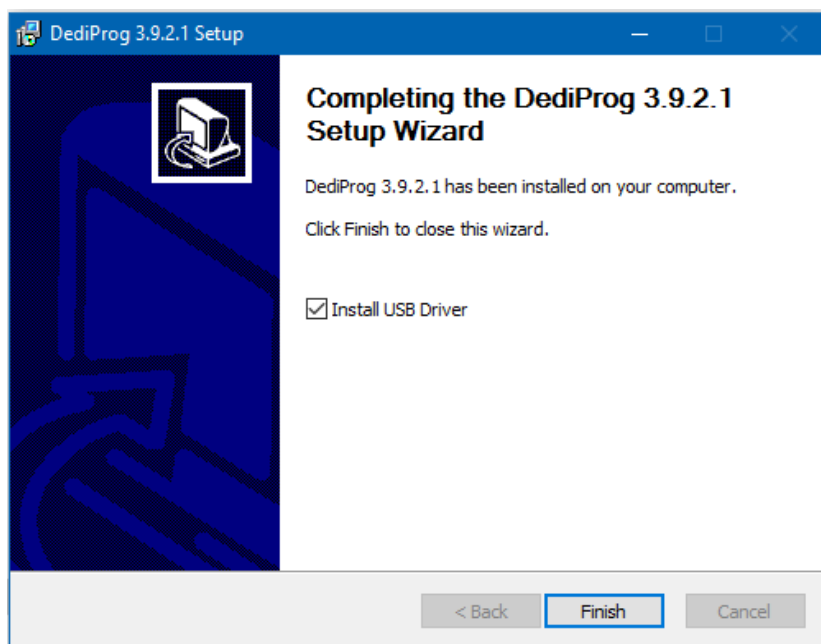 DediProg 3.9.2.1 Setup
Completing the DediProg 3.9.2.1
Setup Wizard
DediProg 3.9.2.1 has been installed on your computer.
Click Finish to close this wizard.
Install USB Driver
< Back Finish Cancel